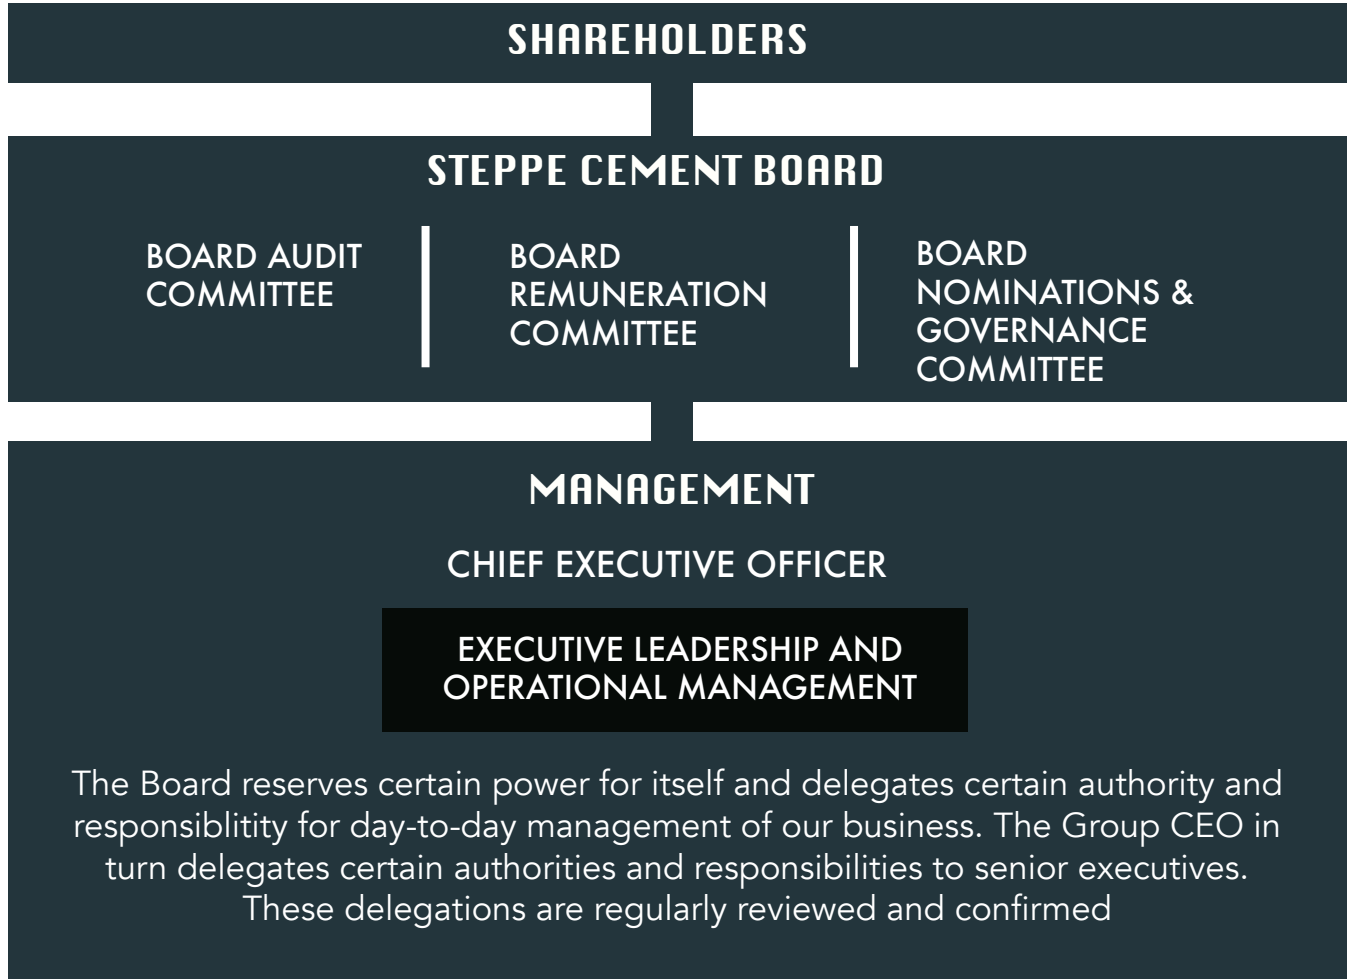 SHAREHOLDERS
STEPPE CEMENT BOARD
BOARD AUDIT
COMMITTEE
BOARD
REMUNERATION
COMMITTEE
BOARD
NOMINATIONS &
GOVERNANCE
COMMITTEE
MANAGEMENT
CHIEF EXECUTIVE OFFICER
EXECUTIVE LEADERSHIP AND
OPERATIONAL MANAGEMENT
The Board reserves certain power for itself and delegates certain authority and
responsiblitity for day-to-day management of our business. The Group CEO in
turn delegates certain authorities and responsibilities to senior executives.
These delegations are regularly reviewed and confirmed